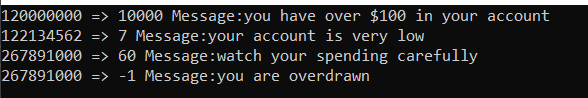 120000000 => 10000 Message:you have over $100 in your account
122134562 => 7 Message:your account is very low
267891000 => 60 Message:watch your spending carefully
267891000 => -1 Message:you are overdrawn